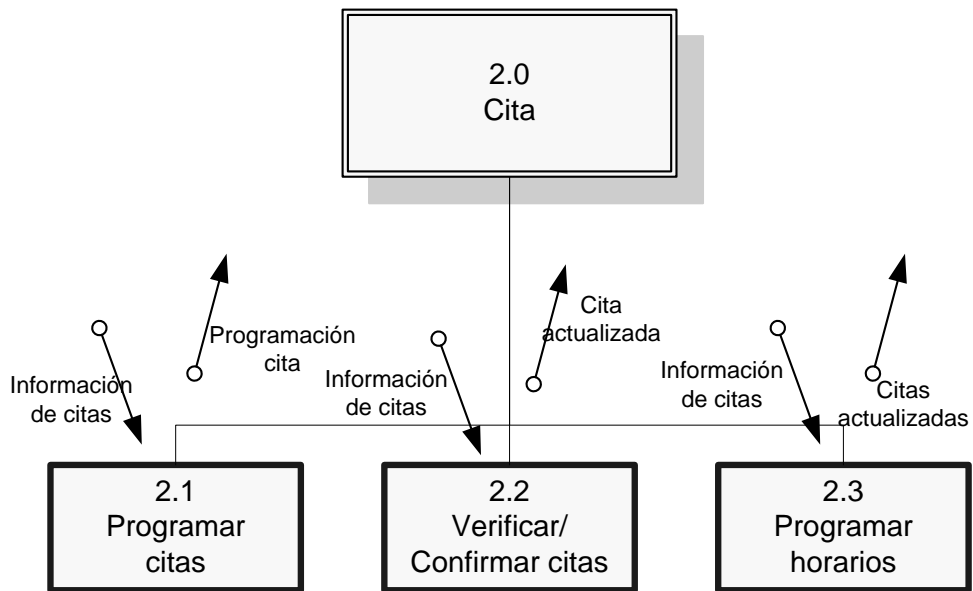 2.0
Cita
Programación
cita
Información
de citas
Cita
actualizada
Información
de citas
Información
de citas
Citas
actualizadas
2.1
Programar
citas
2.2
Verificar/
Confirmar citas
2.3
Programar
horarios